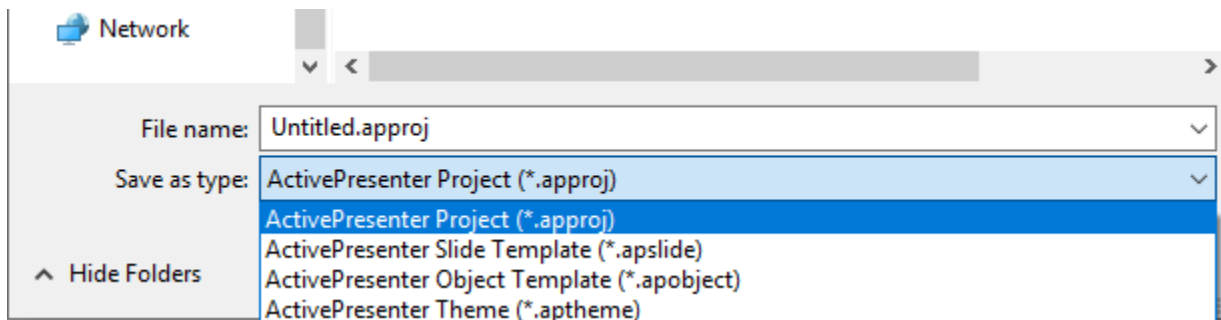 Network
File name: Untitled.approj
Save as type: ActivePresenter Project (*.approj)
ActivePresenter Project (*.approj)
ActivePresenter Slide Template (*.apslide)
Hide Folders ActivePresenter Object Template (*.apobject)
ActivePresenter Theme (*.aptheme)